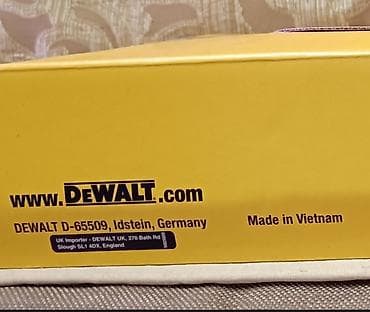 www.DEWALT.com
DEWALT D-65509, Idstein, Germany
Made in Vietnam
UK Importer - DEWALT UK, 270 Bath Rd
Slough SL1 4DX, England